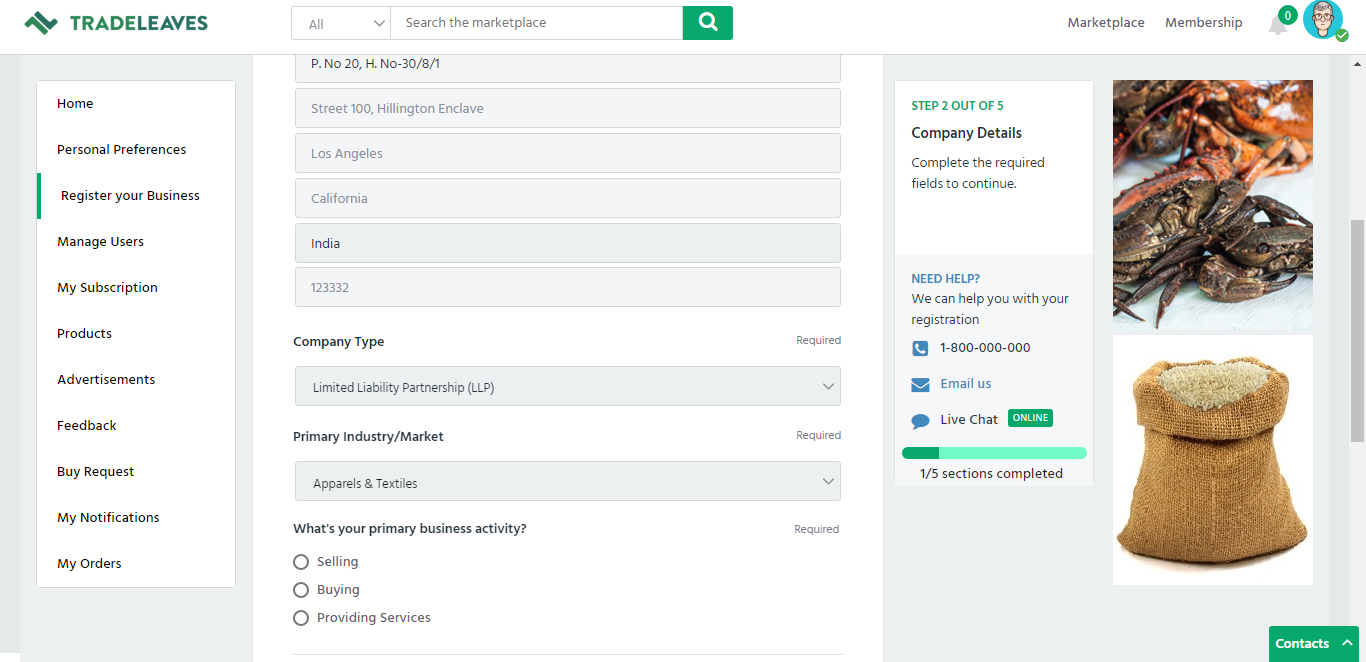 TRADELEAVES
All
Search the marketplace
Marketplace
Membership
0
Home
Personal Preferences
Register your Business
Manage Users
My Subscription
Products
Advertisements
Feedback
Buy Request
My Notifications
My Orders
P. No 20, H. No-30/8/1
Street 100, Hillington Enclave
Los Angeles
California
India
123332
Company Type
Required
Limited Liability Partnership (LLP)
Primary Industry/Market
Required
Apparels & Textiles
What's your primary business activity?
Required
Selling
Buying
Providing Services
STEP 2 OUT OF 5
Company Details
Complete the required
fields to continue.
NEED HELP?
We can help you with your
registration
1-800-000-000
Email us
Live Chat ONLINE
1/5 sections completed
Contacts